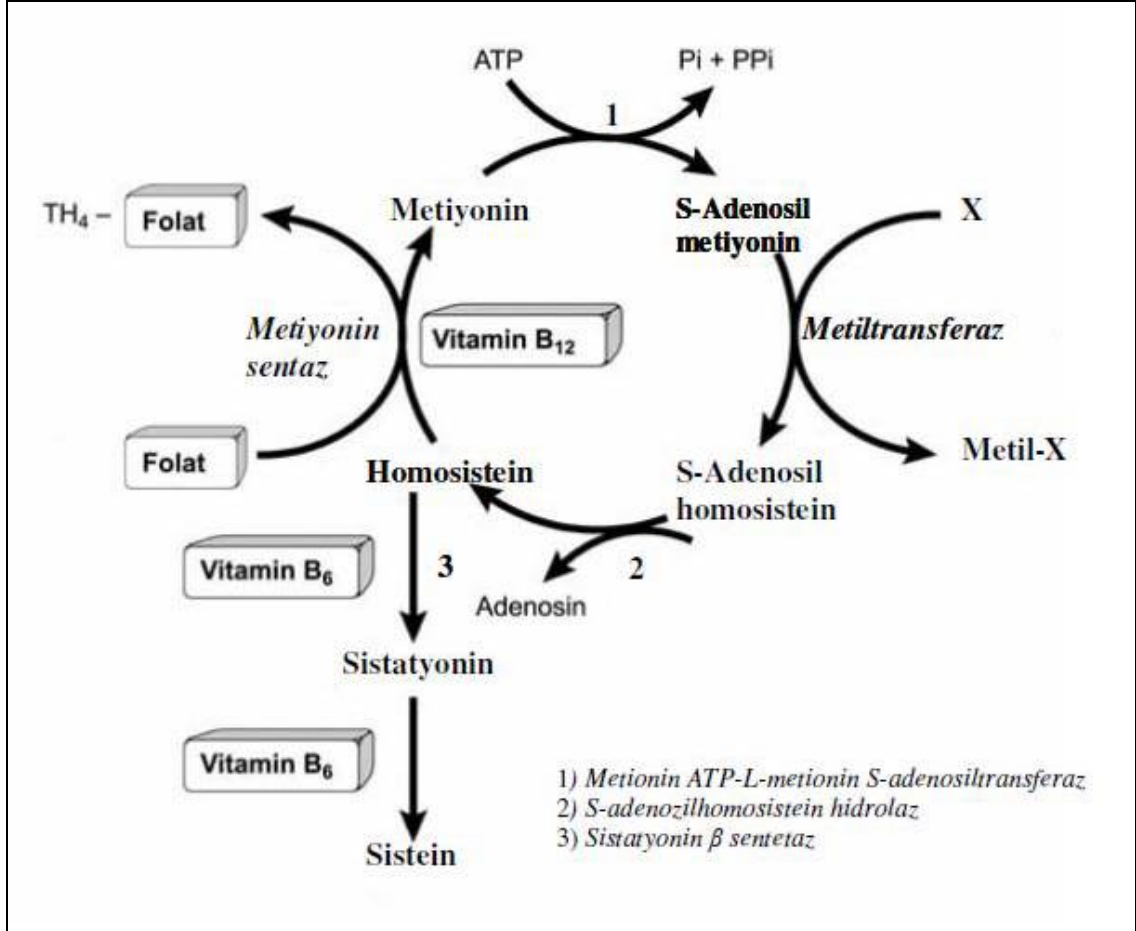 ATP
Pi + PPi
1
TH4 – Folat
Metiyonin
S-Adenosil
metiyonin
X
Metiyonin
sentaz
Vitamin B12
Metiltransferaz
Folat
Homosistein
S-Adenosil
homosistein
Metil-X
Vitamin B6
3
2
Adenosin
Sistatyonin
Vitamin B6
Sistein
1) Metionin ATP-L-metionin S-adenosiltransferaz
2) S-adenozilhomosistein hidrolaz
3) Sistatyonin β sentetaz